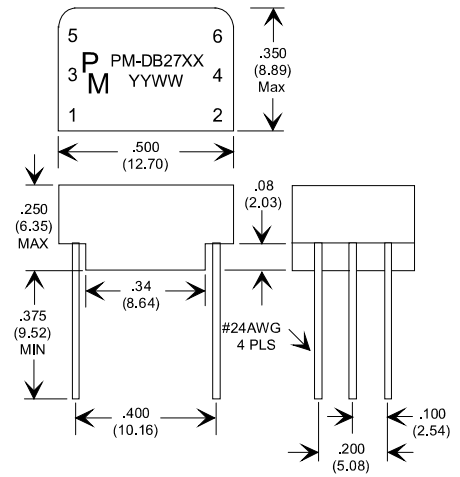 5 6
P PM-DB27XX
3 M YYWW 4
1 2
.350
(8.89)
Max
.500
(12.70)
.250
(6.35)
MAX
.08
(2.03)
.34
(8.64)
.375
(9.52)
MIN
#24AWG
4 PLS
.400
(10.16)
.100
(2.54)
.200
(5.08)